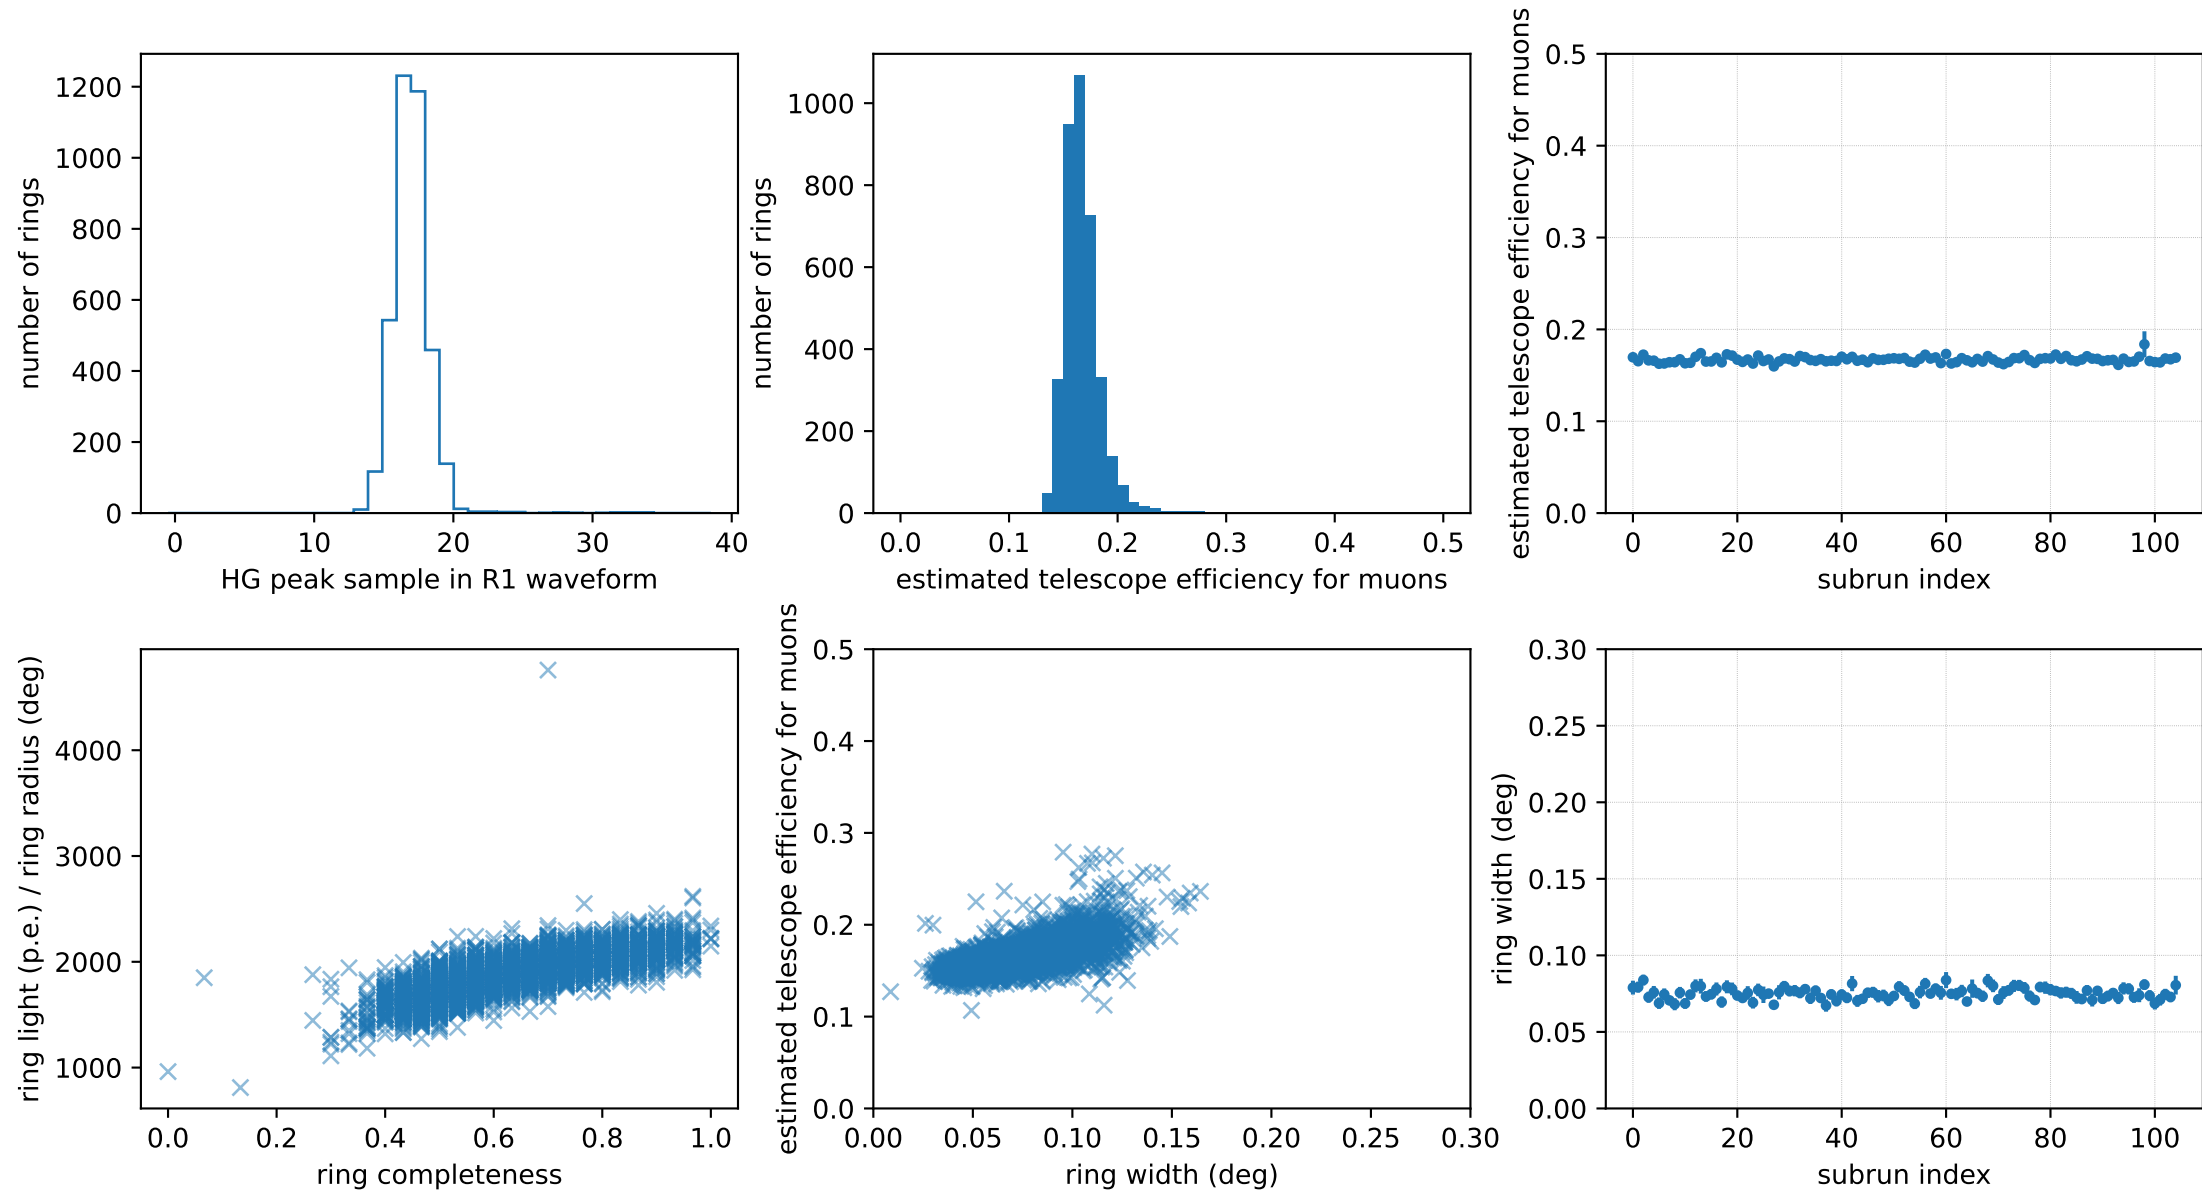 number of rings
1200
1000
800
600
400
200
0
0 10 20 30 40
HG peak sample in R1 waveform
number of rings
1000
800
600
400
200
0
0.0 0.1 0.2 0.3 0.4 0.5
estimated telescope efficiency for muons
estimated telescope efficiency for muons
0.5
0.4
0.3
0.2
0.1
0.0
0 20 40 60 80 100
subrun index
ring light (p.e.) / ring radius (deg)
4000
3000
2000
1000
0.0 0.2 0.4 0.6 0.8 1.0
ring completeness
estimated telescope efficiency for muons
0.5
0.4
0.3
0.2
0.1
0.0
0.00 0.05 0.10 0.15 0.20 0.25 0.30
ring width (deg)
ring width (deg)
0.30
0.25
0.20
0.15
0.10
0.05
0.00
0 20 40 60 80 100
subrun index